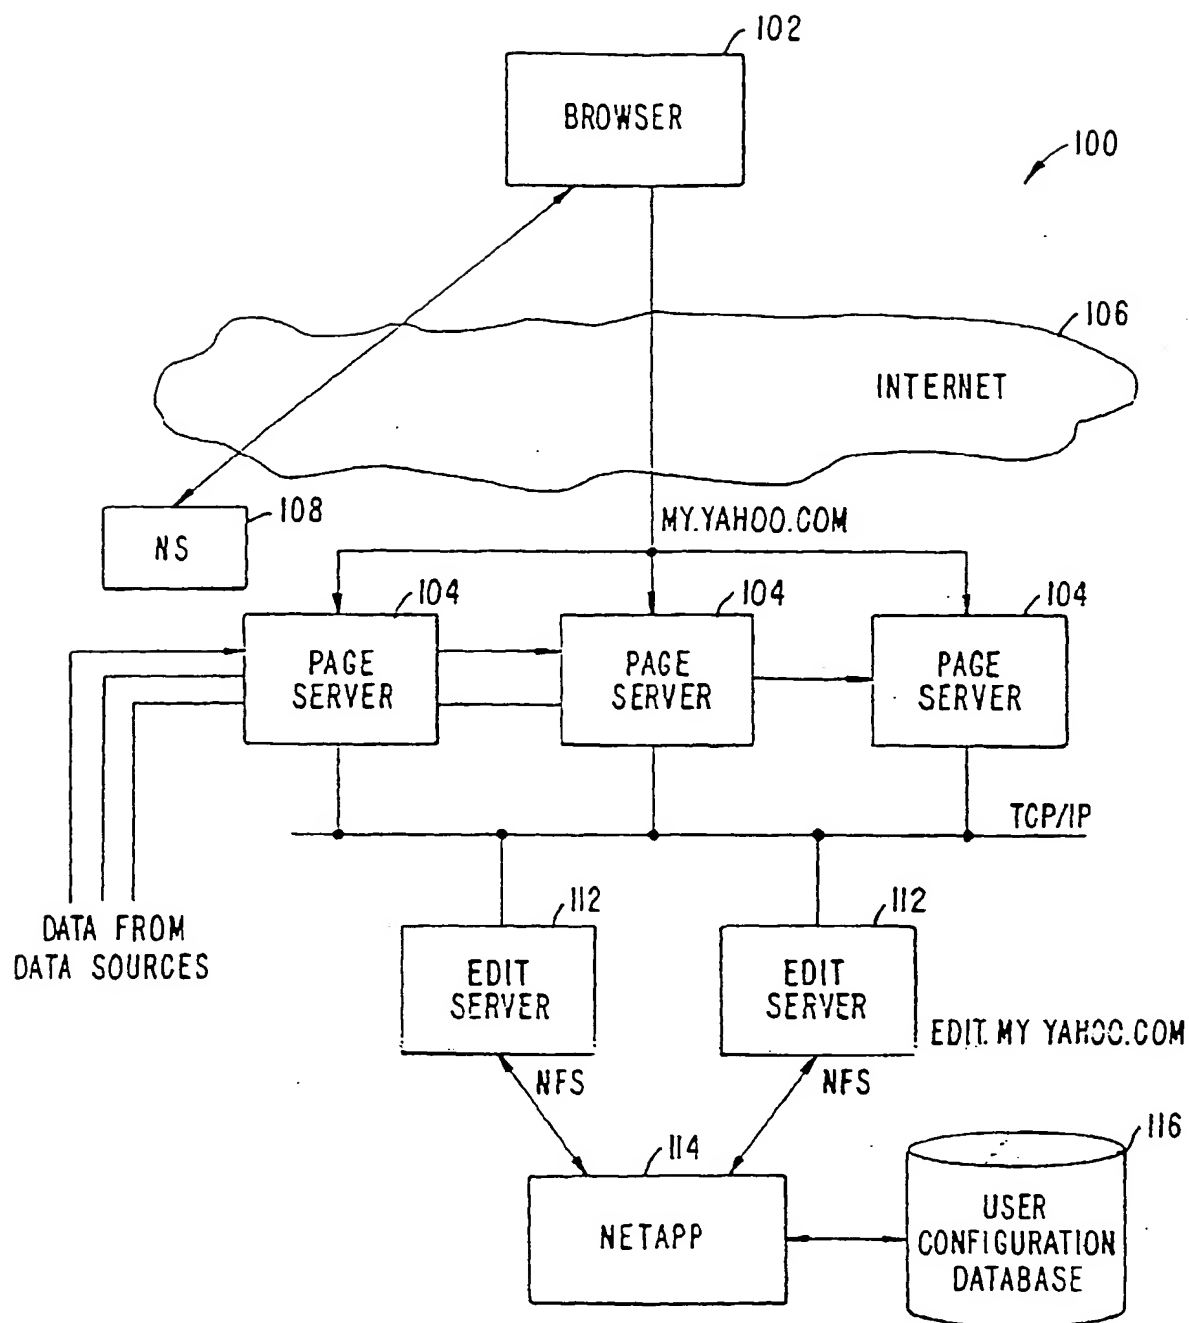 102
BROWSER
100
106
INTERNET
108
NS
MY.YAHOO.COM
104
104
104
PAGE
SERVER
PAGE
SERVER
PAGE
SERVER
TCP/IP
DATA FROM
DATA SOURCES
112
112
EDIT
SERVER
EDIT
SERVER
EDIT.MY YAHOO.COM
NFS
NFS
114
116
NETAPP
USER
CONFIGURATION
DATABASE